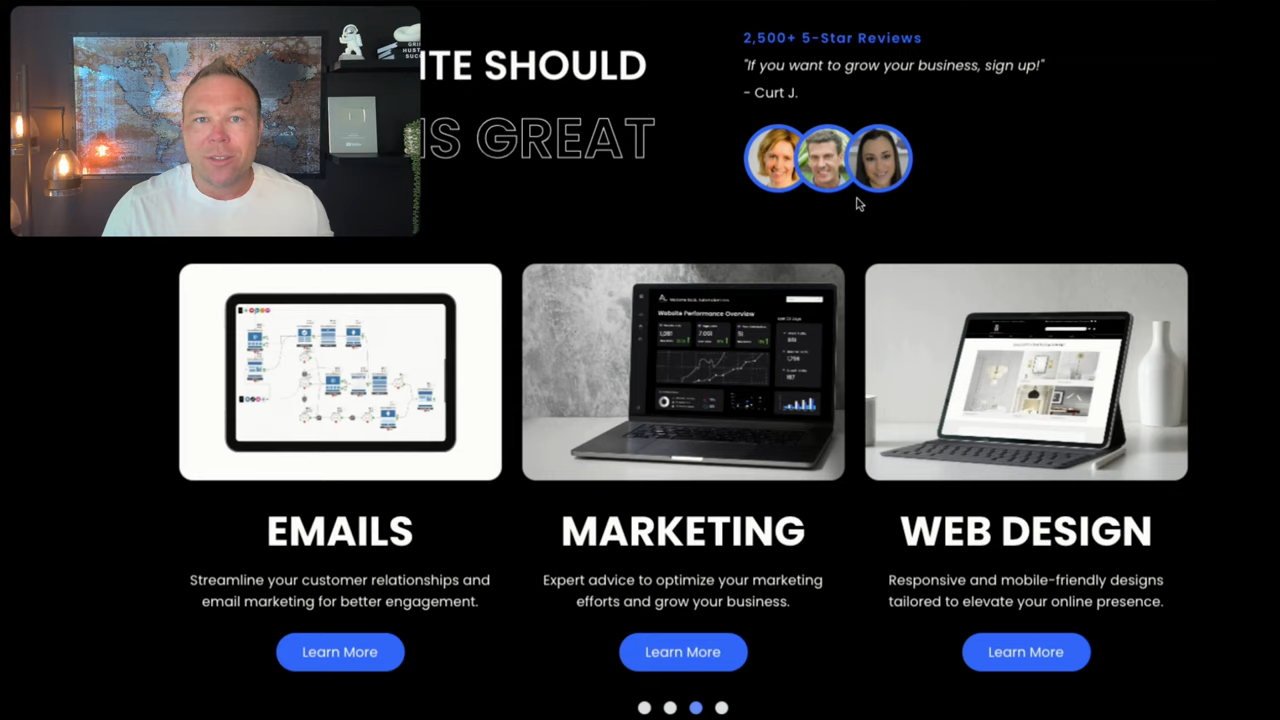 ITE SHOULD
IS GREAT
2,500+ 5-Star Reviews
"If you want to grow your business, sign up!"
- Curt J.
Website Performance Overview
EMAILS
MARKETING
WEB DESIGN
Streamline your customer relationships and
email marketing for better engagement.
Expert advice to optimize your marketing
efforts and grow your business.
Responsive and mobile-friendly designs
tailored to elevate your online presence.
Learn More
Learn More
Learn More